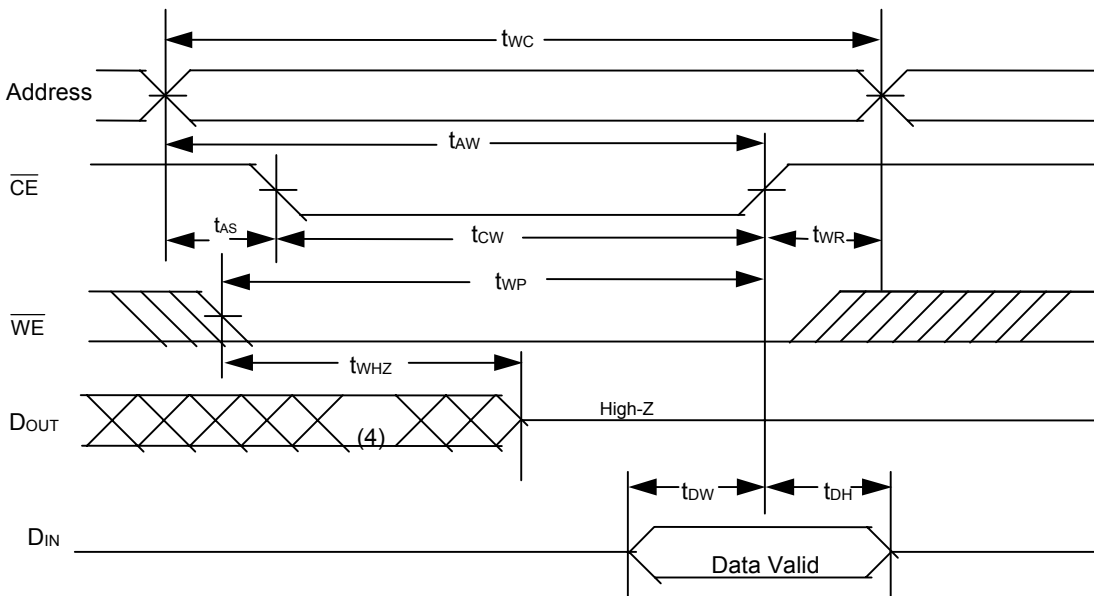 tWC
Address
tAW
CE
tAS
tCW
tWR
tWP
WE
tWHZ
DOUT
High-Z
(4)
tDW
tDH
DIN
Data Valid